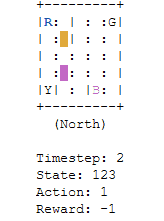 +---------+
|R: | : :G|
| : | : : |
| : : : : |
| | : | : |
|Y| : |B: |
+---------+
(North)
Timestep: 2
State: 123
Action: 1
Reward: -1